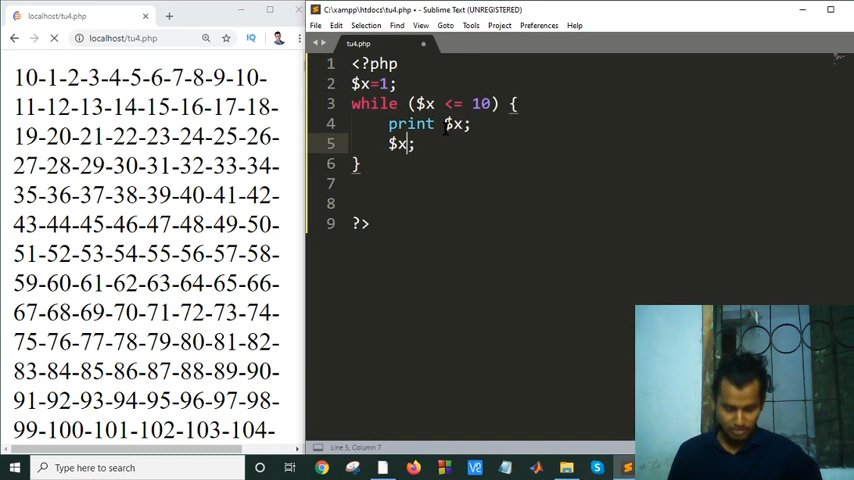 localhost/tu4.php
localhost/tu4.php
IQ
10-1-2-3-4-5-6-7-8-9-10-
11-12-13-14-15-16-17-18-
19-20-21-22-23-24-25-26-
27-28-29-30-31-32-33-34-
35-36-37-38-39-40-41-42-
43-44-45-46-47-48-49-50-
51-52-53-54-55-56-57-58-
59-60-61-62-63-64-65-66-
67-68-69-70-71-72-73-74-
75-76-77-78-79-80-81-82-
83-84-85-86-87-88-89-90-
91-92-93-94-95-96-97-98-
99-100-101-102-103-104-
C:\xampp\htdocs\tu4.php • - Sublime Text (UNREGISTERED)
File Edit Selection Find View Goto Tools Project Preferences Help
tu4.php
1 <?php
2 $x=1;
3 while ($x <= 10) {
4 print $x;
5 $x;
6 }
7
8
9 ?>
Line 5, Column 7
Type here to search